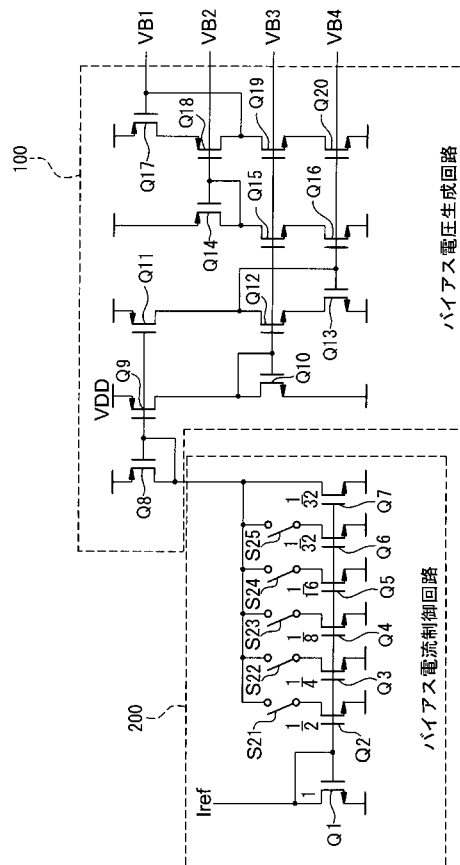 100
VB1
VB2
VB3
VB4
VDD
Q8
Q9
Q10
Q11
Q12
Q13
Q14
Q15
Q16
Q17
Q18
Q19
Q20
バイアス電圧生成回路
200
Iref
S21
S22
S23
S24
S25
1
1/2
1/4
1/8
1/16
1/32
1/32
Q1
Q2
Q3
Q4
Q5
Q6
Q7
バイアス電流制御回路